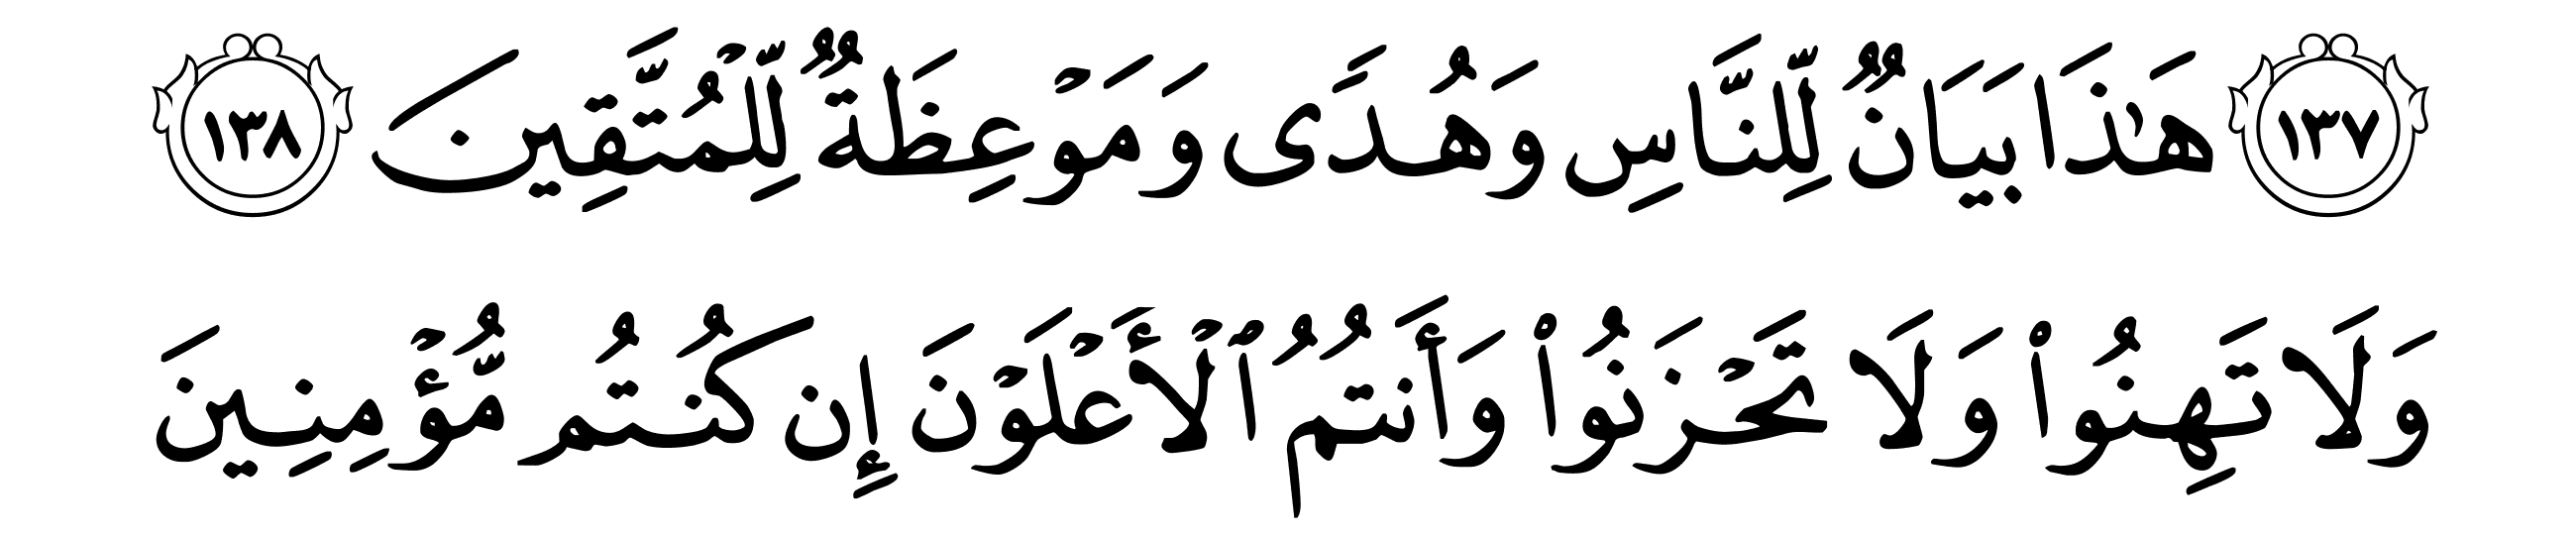 ١٣٧ هَٰذَا بَيَانٌ لِّلنَّاسِ وَهُدًى وَمَوْعِظَةٌ لِّلْمُتَّقِينَ ١٣٨
وَلَا تَهِنُوا۟ وَلَا تَحْزَنُوا۟ وَأَنتُمُ ٱلْأَعْلَوْنَ إِن كُنتُم مُّؤْمِنِينَ